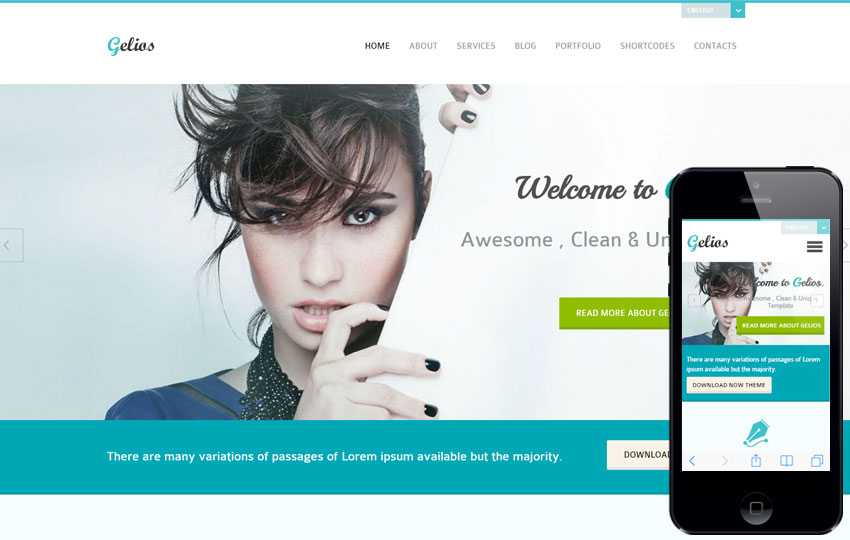 ENGLISH
Gelios
HOME ABOUT SERVICES BLOG PORTFOLIO SHORTCODES CONTACTS
Welcome to G
Awesome , Clean & Un
READ MORE ABOUT GE
There are many variations of passages of Lorem ipsum available but the majority.
DOWNLOAD
ENGLISH
Gelios
Welcome to Gelios.
Awesome , Clean & Unique
Template
READ MORE ABOUT GELIOS
There are many variations of passages of Lorem
ipsum available but the majority.
DOWNLOAD NOW THEME